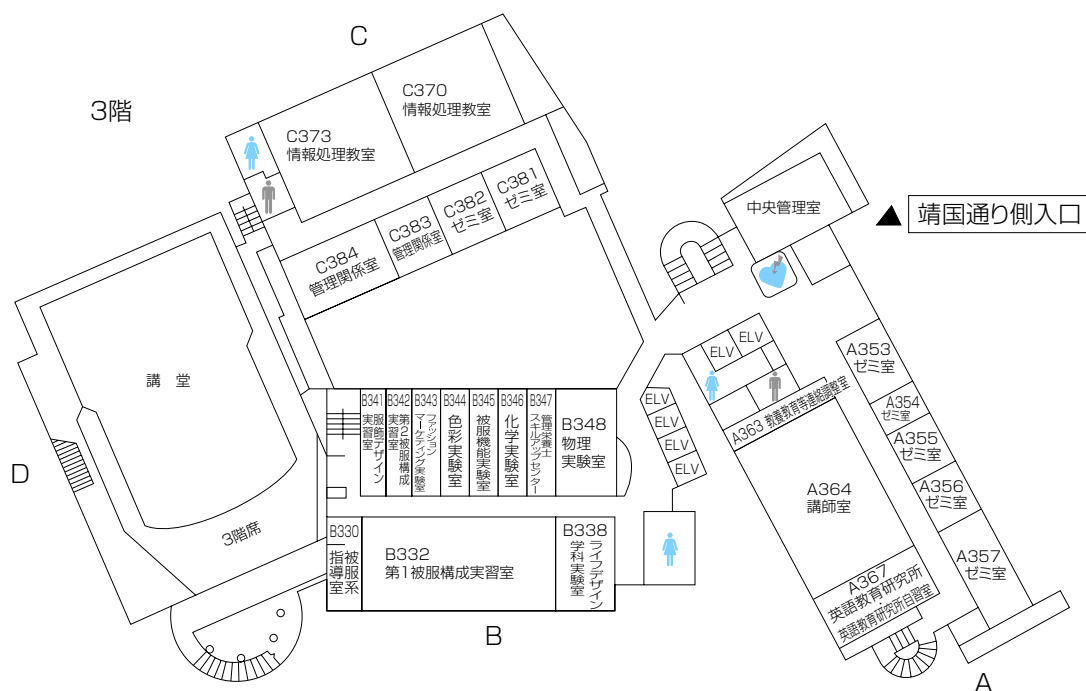 C
3階
C370
情報処理教室
C373
情報処理教室
C381
ゼミ室
C382
ゼミ室
C383
管理関係室
C384
管理関係室
中央管理室
▲ 靖国通り側入口
講 堂
3階席
D
ELV
ELV
ELV
ELV
ELV
ELV
A353
ゼミ室
A354
ゼミ室
A355
ゼミ室
A356
ゼミ室
A357
ゼミ室
A363 教養教育等連絡調整室
A364
講師室
A367
英語教育研究所
・
英語教育研究所自習室
A
B341
服飾デザイン
実習室
B342
第2被服構成
実習室
B343
ファッション
マーケティング実験室
B344
色彩実験室
B345
被服機能実験室
B346
化学実験室
B347
管理栄養士
スキルアップセンター
B348
物理
実験室
B330
被服系
指導室
B332
第1被服構成実習室
B338
ライフデザイン
学科実験室
B